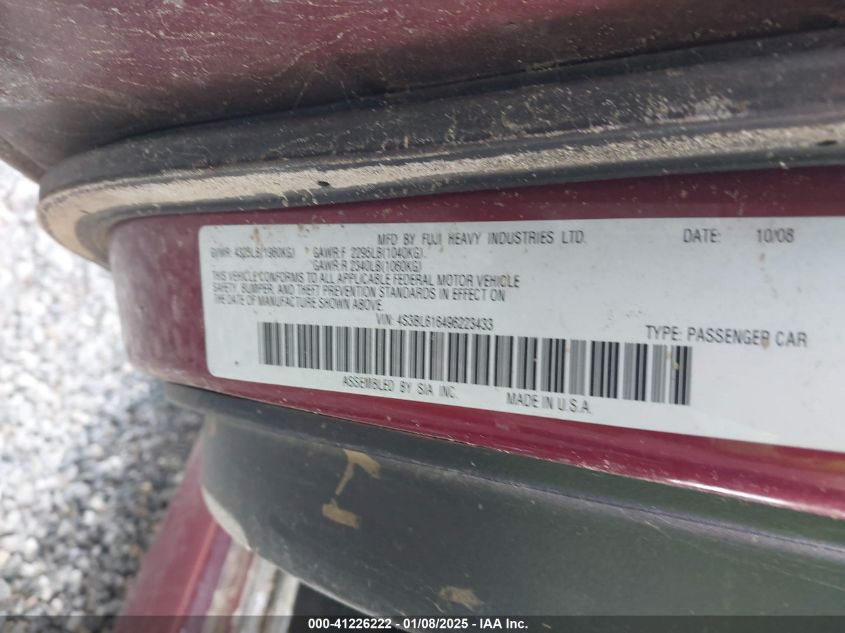 MFD BY FUJI HEAVY INDUSTRIES LTD. DATE: 10/08
GVWR: 4325LB(1960KG) GAWR:F 2295LB(1040KG)
GAWR:R 2340LB(1060KG)
THIS VEHICLE CONFORMS TO ALL APPLICABLE FEDERAL MOTOR VEHICLE
SAFETY, BUMPER, AND THEFT PREVENTION STANDARDS IN EFFECT ON
THE DATE OF MANUFACTURE SHOWN ABOVE.
VIN: 4S3BL616496223433 TYPE: PASSENGER CAR
ASSEMBLED BY SIA INC. MADE IN U.S.A.
000-41226222 - 01/08/2025 - IAA Inc.